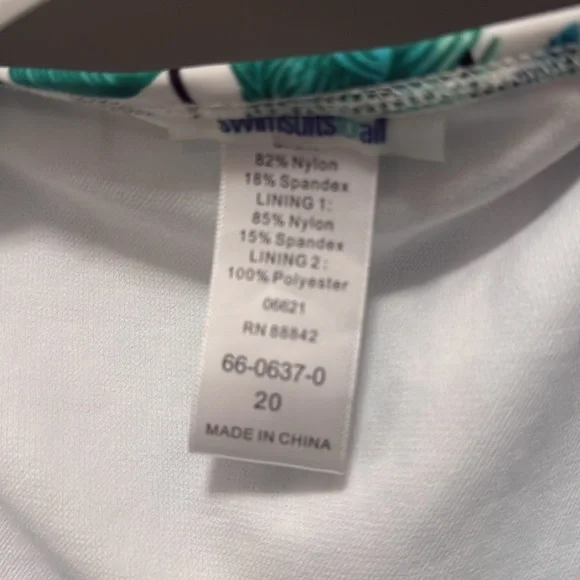 swimsuitsforall
82% Nylon
18% Spandex
LINING 1:
85% Nylon
15% Spandex
LINING 2:
100% Polyester
06621
RN 88842
66-0637-0
20
MADE IN CHINA